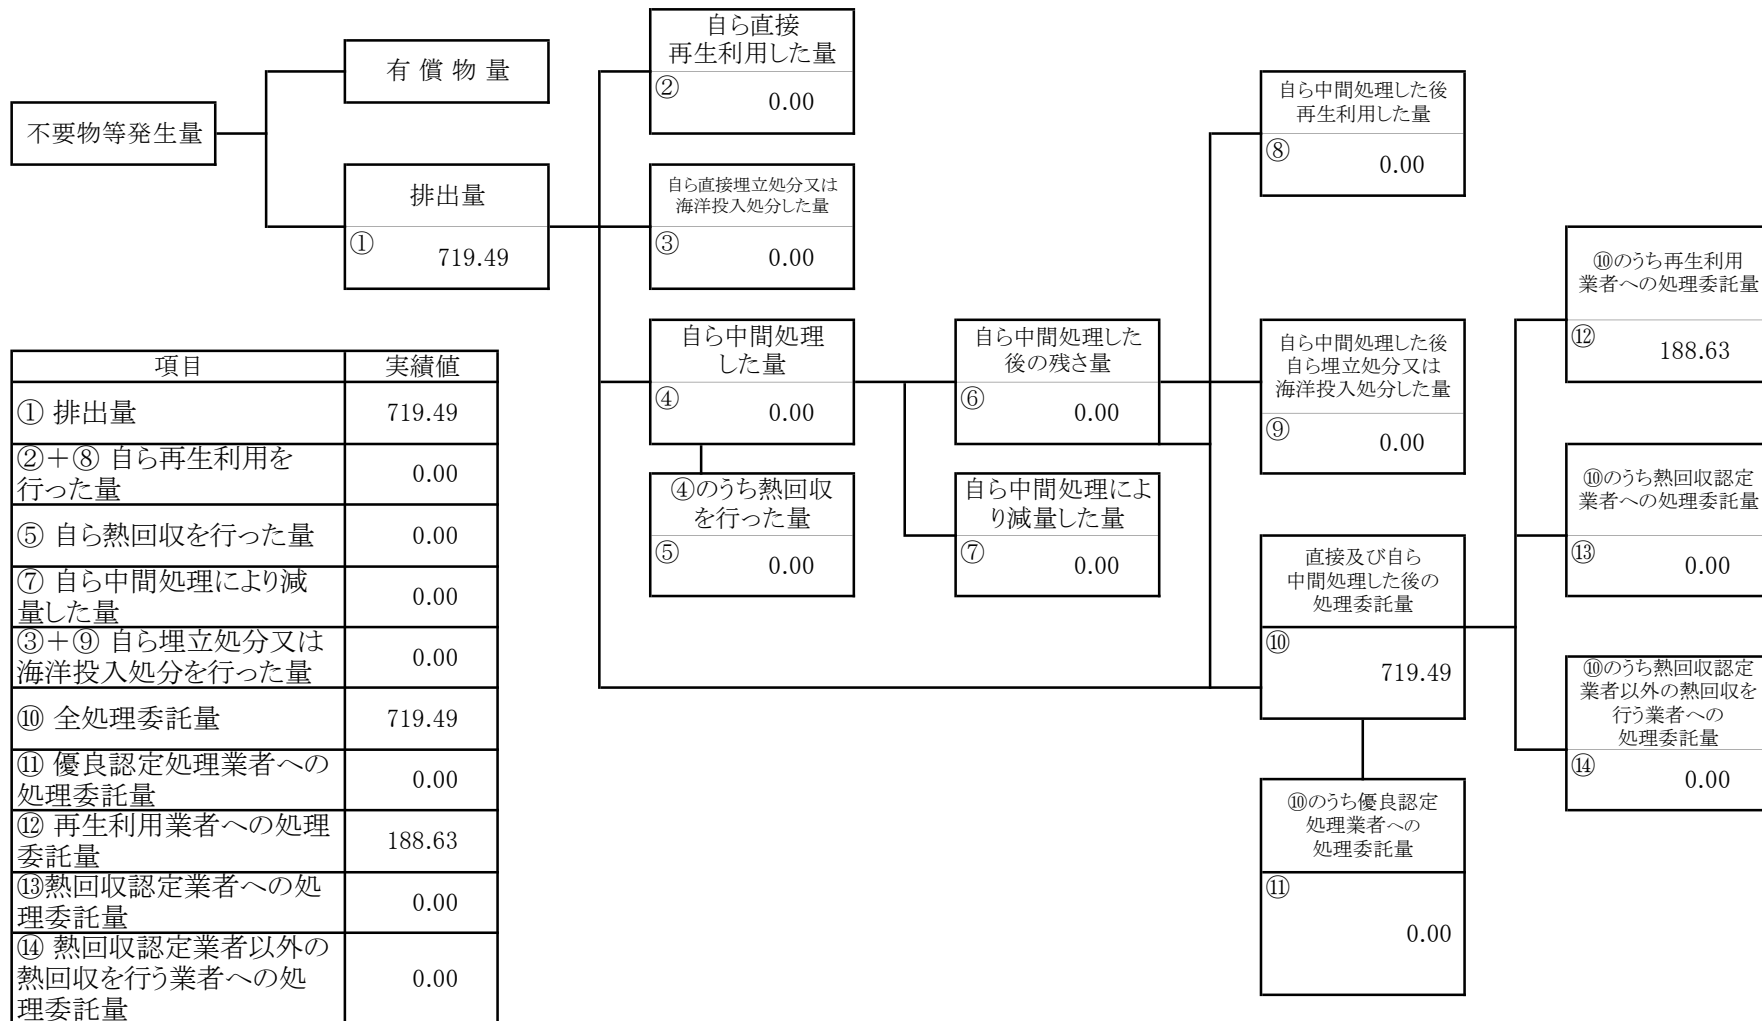 不要物等発生量
有 償 物 量
排出量
①
719.49
自ら直接
再生利用した量
②
0.00
自ら直接埋立処分又は
海洋投入処分した量
③
0.00
自ら中間処理
した量
④
0.00
④のうち熱回収
を行った量
⑤
0.00
自ら中間処理した
後の残さ量
⑥
0.00
自ら中間処理によ
り減量した量
⑦
0.00
自ら中間処理した後
再生利用した量
⑧
0.00
自ら中間処理した後
自ら埋立処分又は
海洋投入処分した量
⑨
0.00
直接及び自ら
中間処理した後の
処理委託量
⑩
719.49
⑩のうち優良認定
処理業者への
処理委託量
⑪
0.00
⑩のうち再生利用
業者への処理委託量
⑫
188.63
⑩のうち熱回収認定
業者への処理委託量
⑬
0.00
⑩のうち熱回収認定
業者以外の熱回収を
行う業者への
処理委託量
⑭
0.00
項目 実績値
① 排出量 719.49
②＋⑧ 自ら再生利用を
行った量
0.00
⑤ 自ら熱回収を行った量 0.00
⑦ 自ら中間処理により減
量した量
0.00
③＋⑨ 自ら埋立処分又は
海洋投入処分を行った量
0.00
⑩ 全処理委託量 719.49
⑪ 優良認定処理業者への
処理委託量
0.00
⑫ 再生利用業者への処理
委託量
188.63
⑬熱回収認定業者への処
理委託量
0.00
⑭ 熱回収認定業者以外の
熱回収を行う業者への処
理委託量
0.00